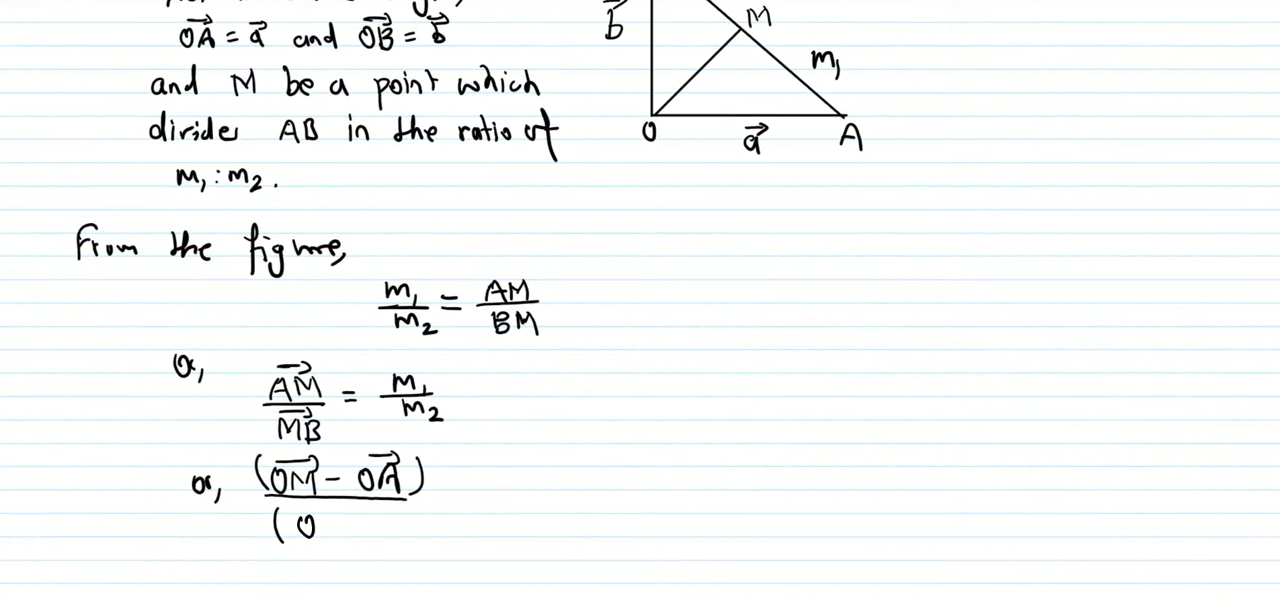 b⃗
M
OA⃗ = a⃗ and OB⃗ = b⃗
m₁
and M be a point which
divides AB in the ratio of
O a⃗ A
m₁ : m₂ .
From the figure,
m₁/m₂ = AM/BM
or,
AM⃗/MB⃗ = m₁/m₂
or, (OM⃗ - OA⃗)
( O